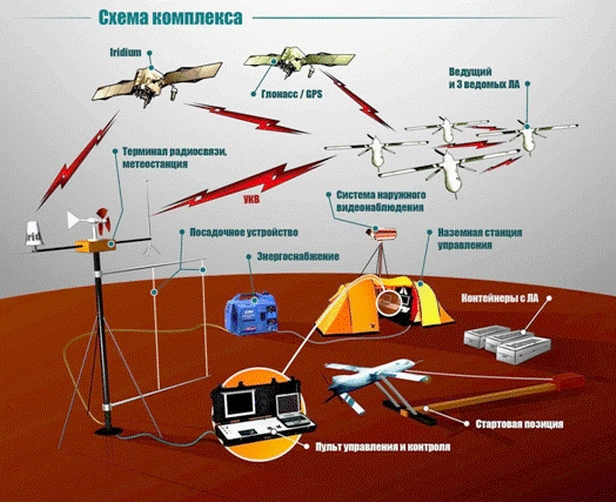 Схема комплекса
Iridium
Глонасс / GPS
Ведущий
и 3 ведомых ЛА
Терминал радиосвязи,
метеостанция
УКВ
Система наружного
видеонаблюдения
Посадочное устройство
Наземная станция
управления
Энергоснабжение
Контейнеры с ЛА
Стартовая позиция
Пульт управления и контроля